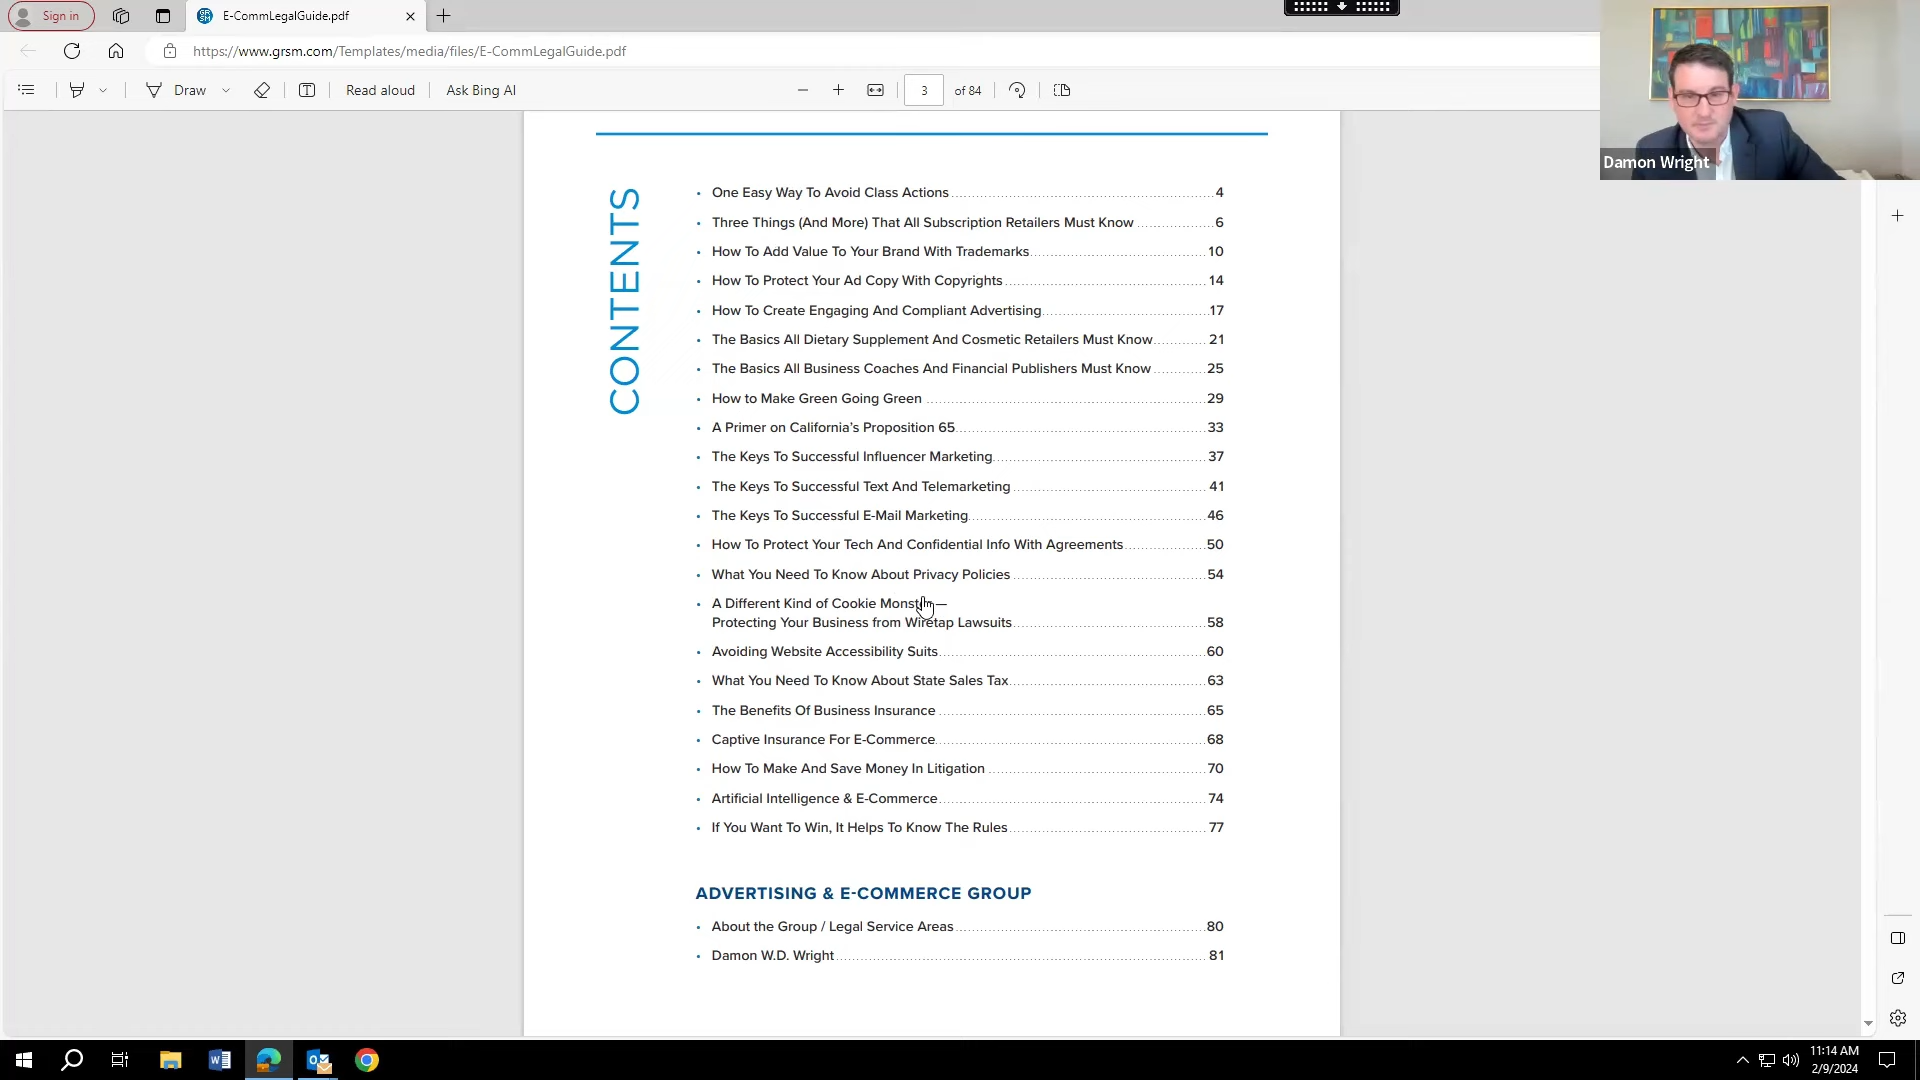 Sign in
E-CommLegalGuide.pdf
https://www.grsm.com/Templates/media/files/E-CommLegalGuide.pdf
Draw
Read aloud
Ask Bing AI
3
of 84
Damon Wright
CONTENTS
• One Easy Way To Avoid Class Actions 4
• Three Things (And More) That All Subscription Retailers Must Know 6
• How To Add Value To Your Brand With Trademarks 10
• How To Protect Your Ad Copy With Copyrights 14
• How To Create Engaging And Compliant Advertising 17
• The Basics All Dietary Supplement And Cosmetic Retailers Must Know 21
• The Basics All Business Coaches And Financial Publishers Must Know 25
• How to Make Green Going Green 29
• A Primer on California's Proposition 65 33
• The Keys To Successful Influencer Marketing 37
• The Keys To Successful Text And Telemarketing 41
• The Keys To Successful E-Mail Marketing 46
• How To Protect Your Tech And Confidential Info With Agreements 50
• What You Need To Know About Privacy Policies 54
• A Different Kind of Cookie Monster —
Protecting Your Business from Wiretap Lawsuits 58
• Avoiding Website Accessibility Suits 60
• What You Need To Know About State Sales Tax 63
• The Benefits Of Business Insurance 65
• Captive Insurance For E-Commerce 68
• How To Make And Save Money In Litigation 70
• Artificial Intelligence & E-Commerce 74
• If You Want To Win, It Helps To Know The Rules 77
ADVERTISING & E-COMMERCE GROUP
• About the Group / Legal Service Areas 80
• Damon W.D. Wright 81
11:14 AM
2/9/2024